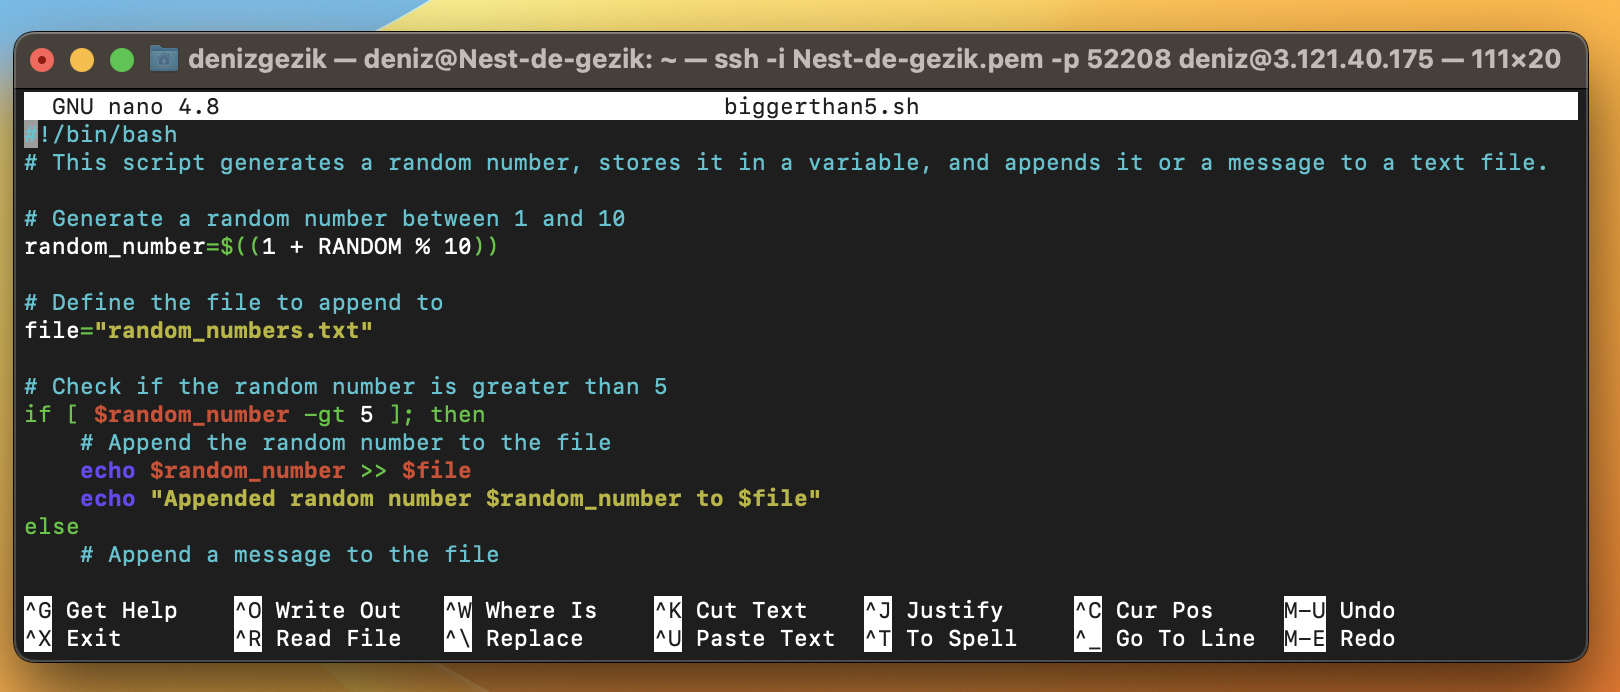 denizgezik — deniz@Nest-de-gezik: ~ — ssh -i Nest-de-gezik.pem -p 52208 deniz@3.121.40.175 — 111×20
GNU nano 4.8 biggerthan5.sh
#!/bin/bash
# This script generates a random number, stores it in a variable, and appends it or a message to a text file.
# Generate a random number between 1 and 10
random_number=$((1 + RANDOM % 10))
# Define the file to append to
file="random_numbers.txt"
# Check if the random number is greater than 5
if [ $random_number -gt 5 ]; then
    # Append the random number to the file
    echo $random_number >> $file
    echo "Appended random number $random_number to $file"
else
    # Append a message to the file
^G Get Help ^O Write Out ^W Where Is ^K Cut Text ^J Justify ^C Cur Pos M-U Undo
^X Exit ^R Read File ^\ Replace ^U Paste Text ^T To Spell ^_ Go To Line M-E Redo